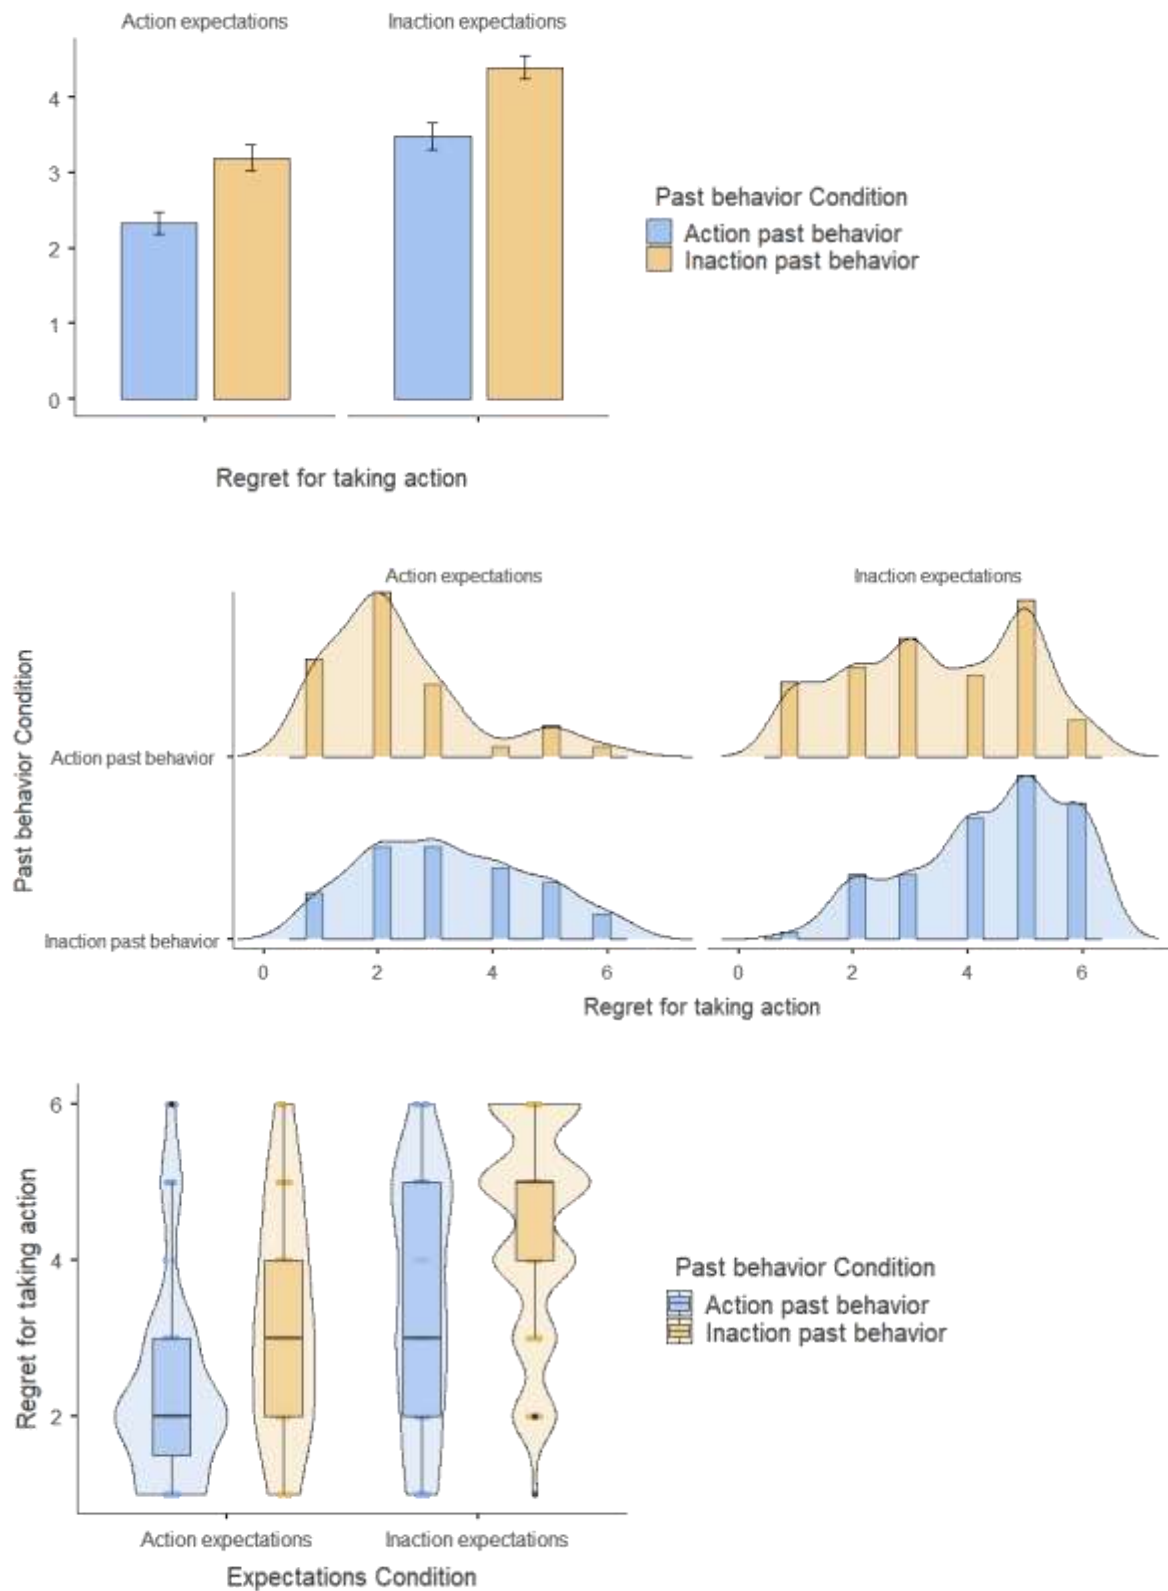 Action expectations
Inaction expectations
4
3
2
1
0
Past behavior Condition
Action past behavior
Inaction past behavior
Regret for taking action
Action expectations
Inaction expectations
Past behavior Condition
Action past behavior
Inaction past behavior
0 2 4 6
0 2 4 6
Regret for taking action
Regret for taking action
6
4
2
Past behavior Condition
Action past behavior
Inaction past behavior
Action expectations
Inaction expectations
Expectations Condition